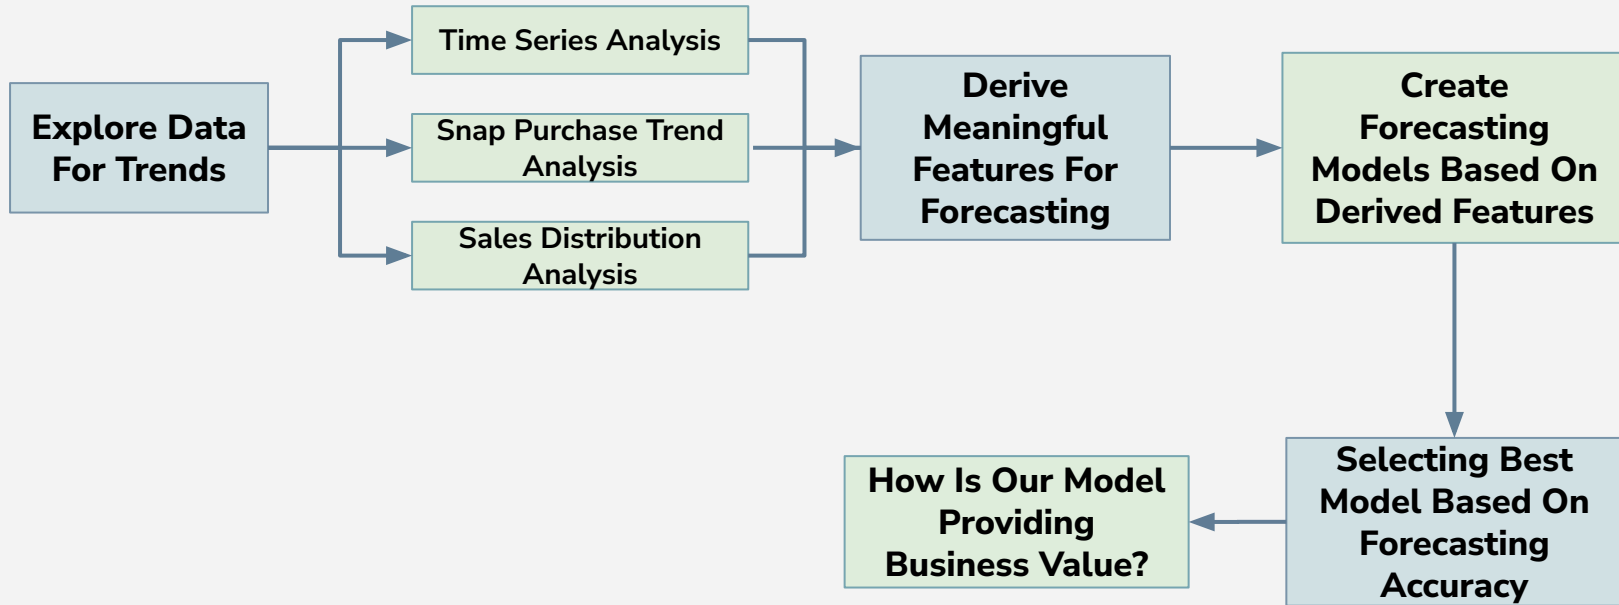 Explore Data
For Trends
Time Series Analysis
Snap Purchase Trend
Analysis
Sales Distribution
Analysis
Derive
Meaningful
Features For
Forecasting
Create
Forecasting
Models Based On
Derived Features
Selecting Best
Model Based On
Forecasting
Accuracy
How Is Our Model
Providing
Business Value?